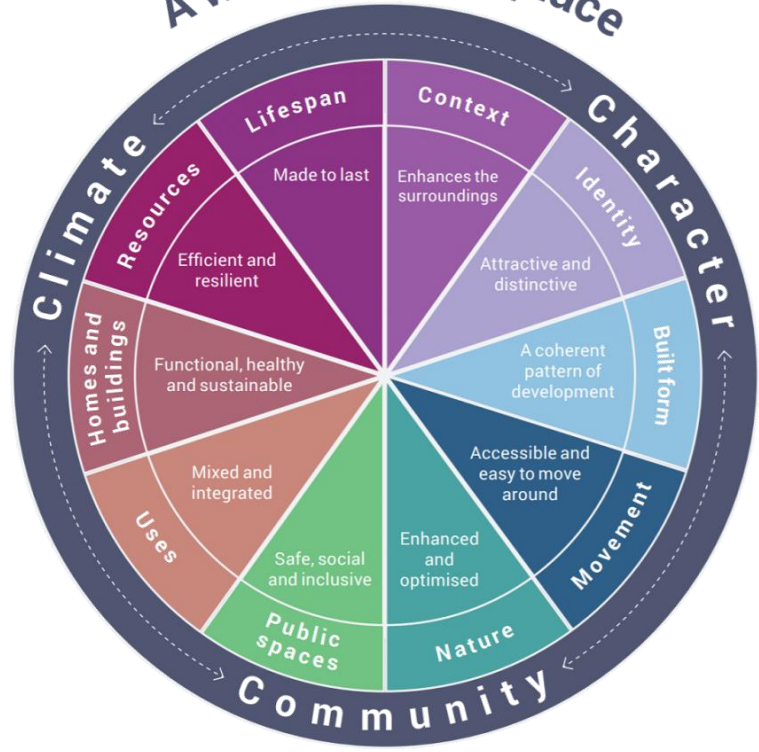 Climate
Character
Community
Lifespan
Made to last
Context
Enhances the
surroundings
Identity
Attractive and
distinctive
Built form
A coherent
pattern of
development
Movement
Accessible and
easy to move
around
Nature
Enhanced
and
optimised
Public
spaces
Safe, social
and inclusive
Uses
Mixed and
integrated
Homes and
buildings
Functional, healthy
and sustainable
Resources
Efficient and
resilient